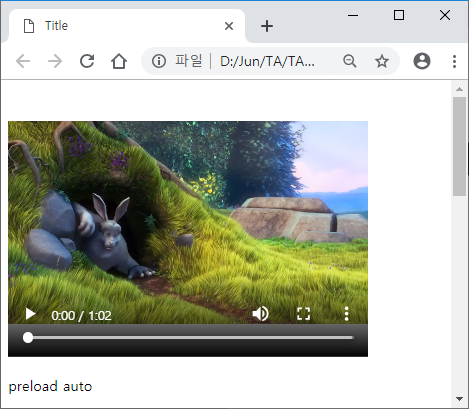 Title
파일 | D:/Jun/TA/TA...
0:00 / 1:02
preload auto